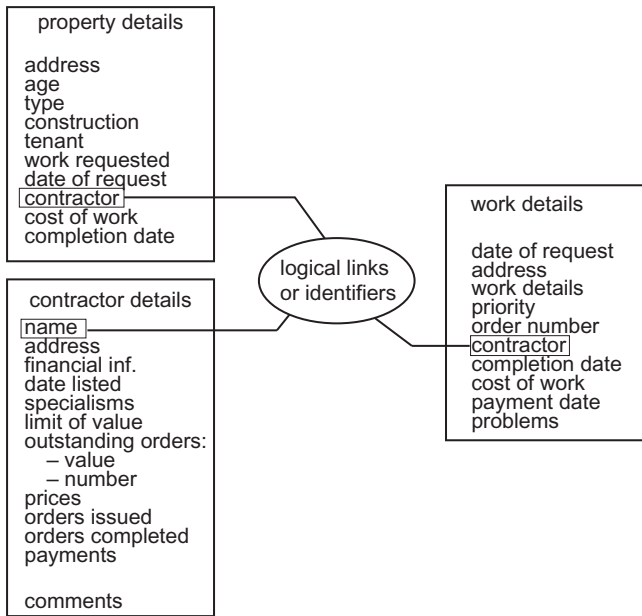 property details
address
age
type
construction
tenant
work requested
date of request
contractor
cost of work
completion date
contractor details
name
address
financial inf.
date listed
specialisms
limit of value
outstanding orders:
– value
– number
prices
orders issued
orders completed
payments
comments
logical links
or identifiers
work details
date of request
address
work details
priority
order number
contractor
completion date
cost of work
payment date
problems